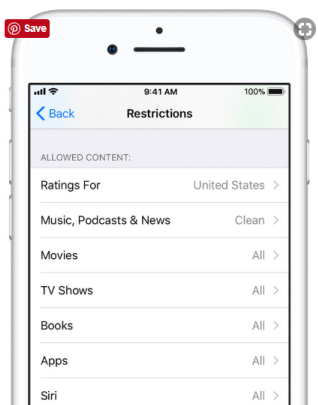 Save
9:41 AM 100%
Back Restrictions
ALLOWED CONTENT:
Ratings For United States
Music, Podcasts & News Clean
Movies All
TV Shows All
Books All
Apps All
Siri All